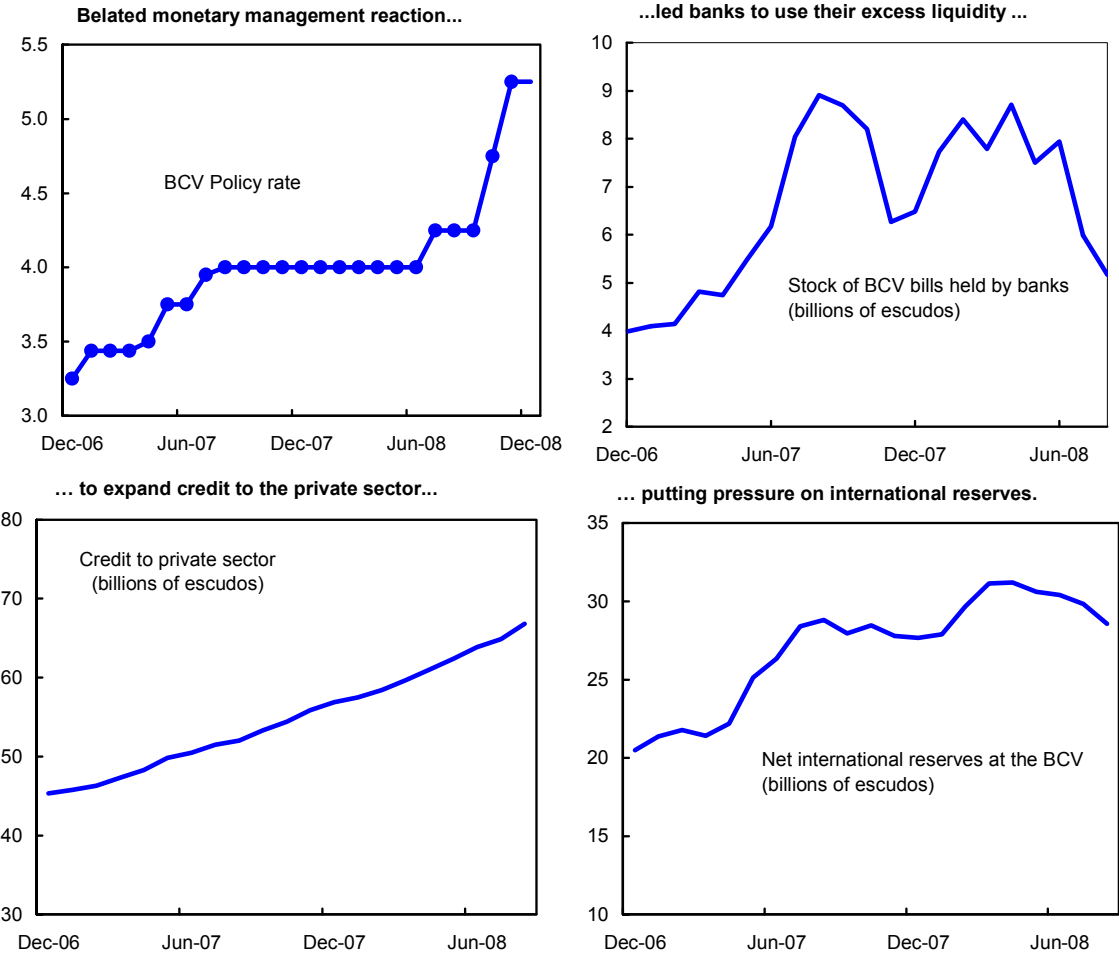 Belated monetary management reaction...
5.5
5.0
4.5
4.0
3.5
3.0
BCV Policy rate
Dec-06 Jun-07 Dec-07 Jun-08 Dec-08
...led banks to use their excess liquidity ...
10
9
8
7
6
5
4
3
2
Stock of BCV bills held by banks
(billions of escudos)
Dec-06 Jun-07 Dec-07 Jun-08
… to expand credit to the private sector...
80
70
60
50
40
30
Credit to private sector
(billions of escudos)
Dec-06 Jun-07 Dec-07 Jun-08
… putting pressure on international reserves.
35
30
25
20
15
10
Net international reserves at the BCV
(billions of escudos)
Dec-06 Jun-07 Dec-07 Jun-08